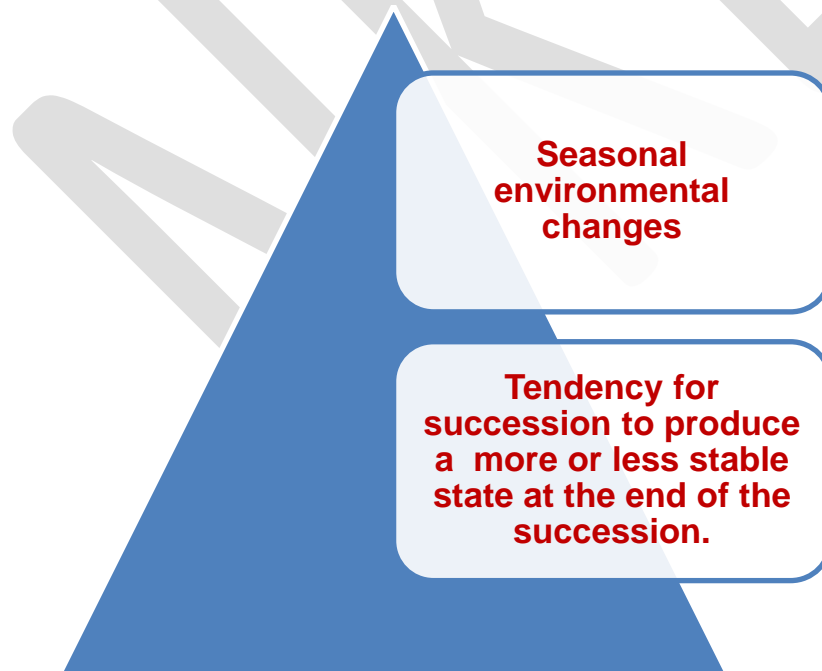 Seasonal
environmental
changes
Tendency for
succession to produce
a more or less stable
state at the end of the
succession.